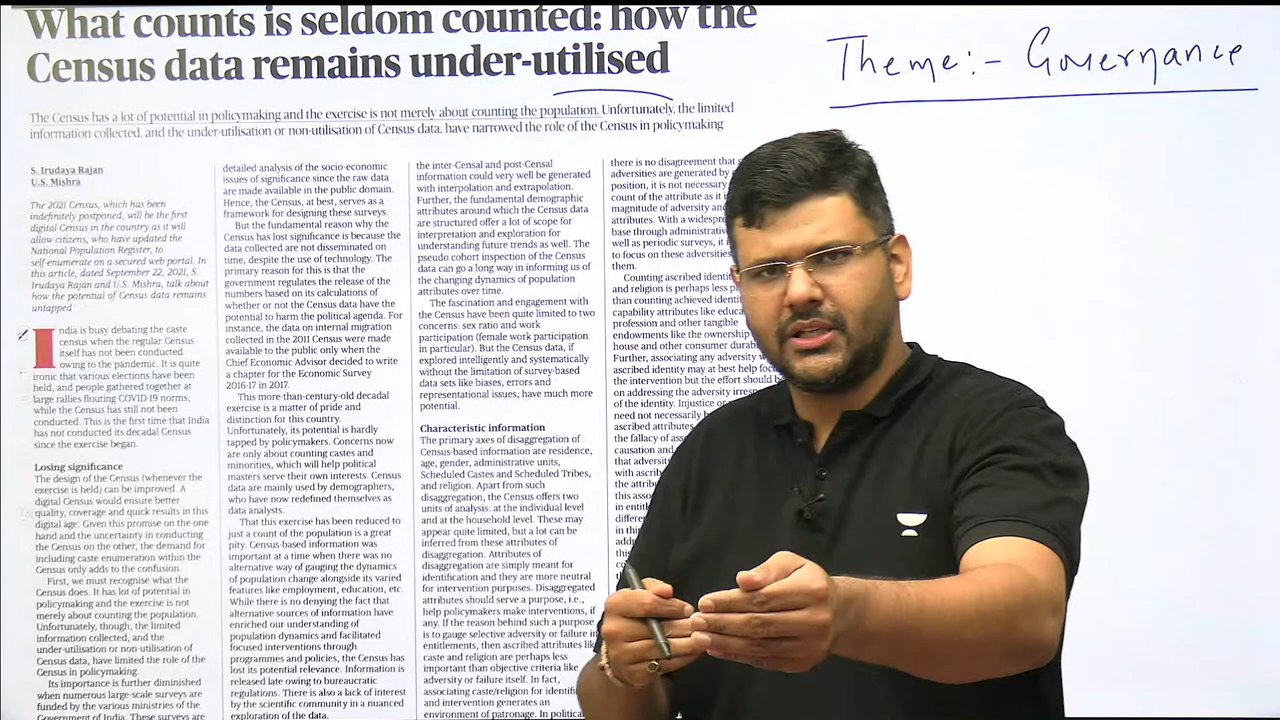 What counts is seldom counted: how the
Census data remains under-utilised
Theme:- Governance
The Census has a lot of potential in policymaking and the exercise is not merely about counting the population. Unfortunately, the limited
information collected, and the under-utilisation or non-utilisation of Census data, have narrowed the role of the Census in policymaking
S. Irudaya Rajan
U.S. Mishra
The 2021 Census, which has been
indefinitely postponed, will be the first
digital Census in the country as it will
allow citizens, who have updated the
National Population Register, to
self-enumerate on a secured web portal. In
this article, dated September 22, 2021, S.
Irudaya Rajan and U.S. Mishra, talk about
how the potential of Census data remains
untapped
India is busy debating the caste
census when the regular Census
itself has not been conducted
owing to the pandemic. It is quite
ironic that various elections have been
held, and people gathered together at
large rallies flouting COVID-19 norms,
while the Census has still not been
conducted. This is the first time that India
has not conducted its decadal Census
since the exercise began.
Losing significance
The design of the Census (whenever the
exercise is held) can be improved. A
digital Census would ensure better
quality, coverage and quick results in this
digital age. Given this promise on the one
hand and the uncertainty in conducting
the Census on the other, the demand for
including caste enumeration within the
Census only adds to the confusion.
First, we must recognise what the
Census does. It has lot of potential in
policymaking and the exercise is not
merely about counting the population.
Unfortunately, though, the limited
information collected, and the
under-utilisation or non-utilisation of
Census data, have limited the role of the
Census in policymaking.
Its importance is further diminished
when numerous large-scale surveys are
funded by the various ministries of the
Government of India. These surveys are
detailed analysis of the socio-economic
issues of significance since the raw data
are made available in the public domain.
Hence, the Census, at best, serves as a
framework for designing these surveys.
But the fundamental reason why the
Census has lost significance is because the
data collected are not disseminated on
time, despite the use of technology. The
primary reason for this is that the
government regulates the release of the
numbers based on its calculations of
whether or not the Census data have the
potential to harm the political agenda. For
instance, the data on internal migration
collected in the 2011 Census were made
available to the public only when the
Chief Economic Advisor decided to write
a chapter for the Economic Survey
2016-17 in 2017.
This more-than-century-old decadal
exercise is a matter of pride and
distinction for this country.
Unfortunately, its potential is hardly
tapped by policymakers. Concerns now
are only about counting castes and
minorities, which will help political
masters serve their own interests. Census
data are mainly used by demographers,
who have now redefined themselves as
data analysts.
That this exercise has been reduced to
just a count of the population is a great
pity. Census-based information was
important at a time when there was no
alternative way of gauging the dynamics
of population change alongside its varied
features like employment, education, etc.
While there is no denying the fact that
alternative sources of information have
enriched our understanding of
population dynamics and facilitated
focused interventions through
programmes and policies, the Census has
lost its potential relevance. Information is
released late owing to bureaucratic
regulations. There is also a lack of interest
by the scientific community in a nuanced
exploration of the data.
the inter-Censal and post-Censal
information could very well be generated
with interpolation and extrapolation.
Further, the fundamental demographic
attributes around which the Census data
are structured offer a lot of scope for
interpretation and exploration for
understanding future trends as well. The
pseudo cohort inspection of the Census
data can go a long way in informing us of
the changing dynamics of population
attributes over time.
The fascination and engagement with
the Census have been quite limited to two
concerns: sex ratio and work
participation (female work participation
in particular). But the Census data, if
explored intelligently and systematically
without the limitation of survey-based
data sets like biases, errors and
representational issues, have much more
potential.
Characteristic information
The primary axes of disaggregation of
Census-based information are residence,
age, gender, administrative units,
Scheduled Castes and Scheduled Tribes,
and religion. Apart from such
disaggregation, the Census offers two
units of analysis: at the individual level
and at the household level. These may
appear quite limited, but a lot can be
inferred from these attributes of
disaggregation. Attributes of
disaggregation are simply meant for
identification and they are more neutral
for intervention purposes. Disaggregated
attributes should serve a purpose, i.e.,
help policymakers make interventions, if
any. If the reason behind such a purpose
is to gauge selective adversity or failure in
entitlements, then ascribed attributes like
caste and religion are perhaps less
important than objective criteria like
adversity or failure itself. In fact,
associating caste/religion for
and intervention generates an
environment of patronage. In political
there is no disagreement that
adversities are generated by
position, it is not necessary
count of the attribute as it
magnitude of adversity and
attributes. With a
base through
well as periodic surveys, it
to focus on these adversities
them.
Counting ascribed
and religion is perhaps less
than counting achieved
capability attributes like
profession and other tangible
endowments like the ownership
house and other consumer
Further, associating any adversity
ascribed identity may at best help
the intervention but the effort should
on addressing the adversity
of the identity. Injustice or
need not necessarily
ascribed attributes.
the fallacy of
causation and
that
with
the
this
in
in this